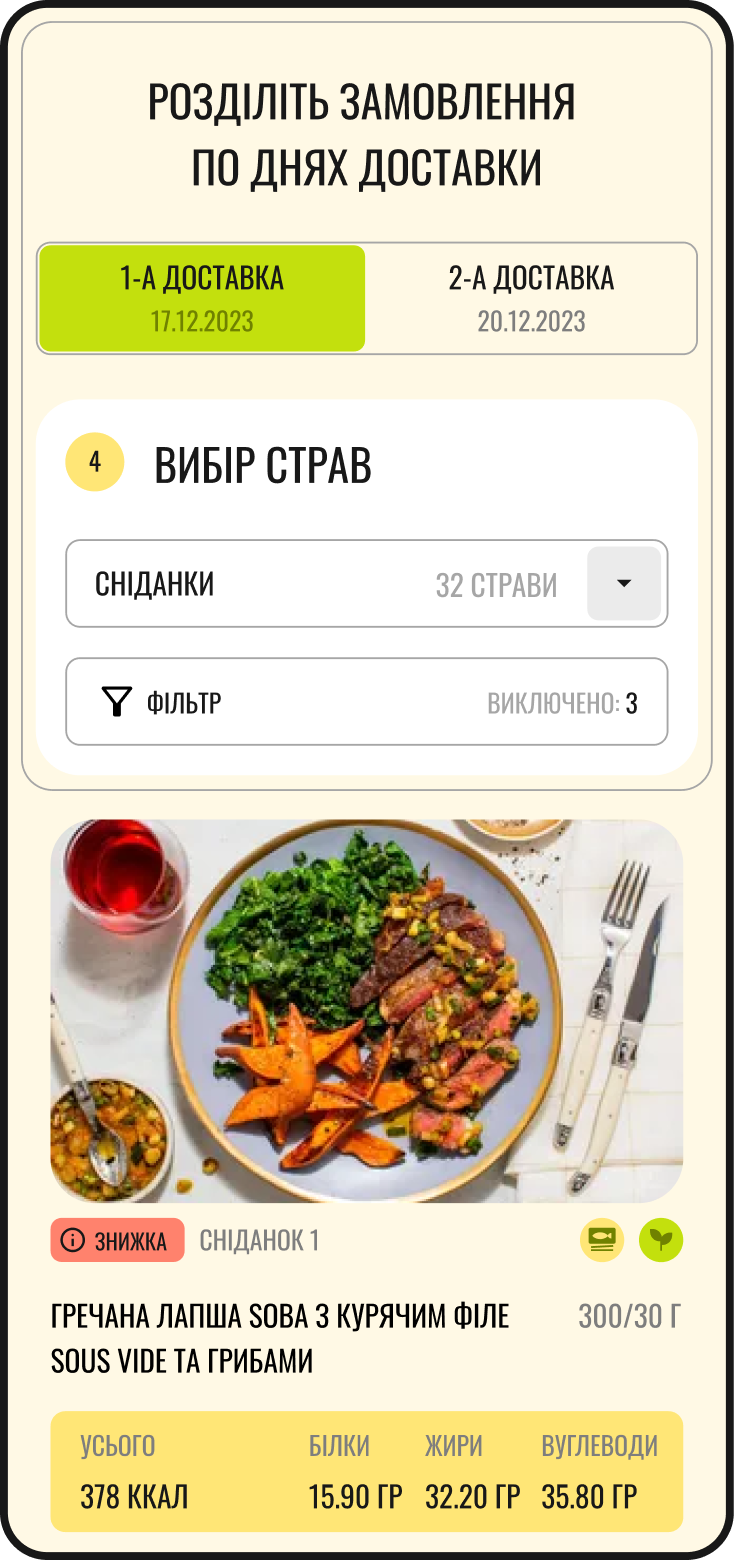 РОЗДІЛІТЬ ЗАМОВЛЕННЯ
ПО ДНЯХ ДОСТАВКИ
1-А ДОСТАВКА
17.12.2023
2-А ДОСТАВКА
20.12.2023
4
ВИБІР СТРАВ
СНІДАНКИ
32 СТРАВИ
ФІЛЬТР
ВИКЛЮЧЕНО: 3
ЗНИЖКА
СНІДАНОК 1
ГРЕЧАНА ЛАПША SOBA З КУРЯЧИМ ФІЛЕ
SOUS VIDE ТА ГРИБАМИ
300/30 Г
УСЬОГО
378 ККАЛ
БІЛКИ
15.90 ГР
ЖИРИ
32.20 ГР
ВУГЛЕВОДИ
35.80 ГР